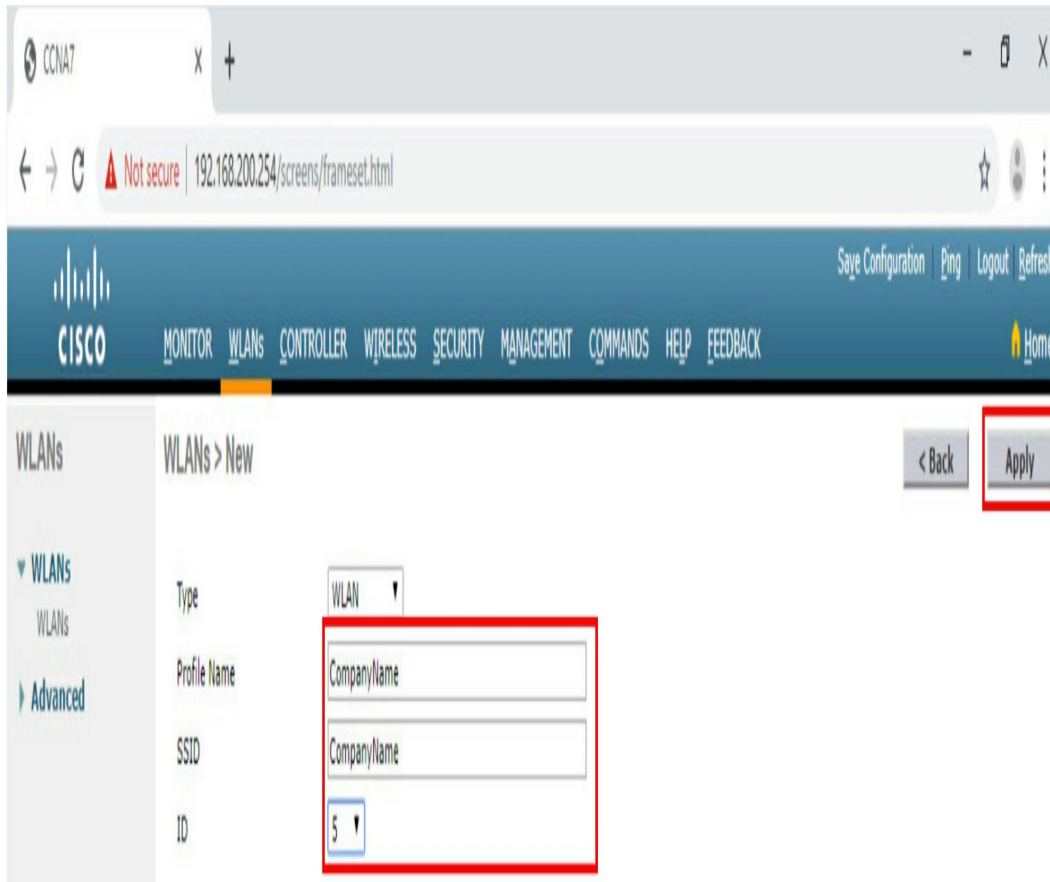 CCNA7
Not secure | 192.168.200.254/screens/frameset.html
Save Configuration | Ping | Logout | Refresh
CISCO
MONITOR WLANs CONTROLLER WIRELESS SECURITY MANAGEMENT COMMANDS HELP FEEDBACK Home
WLANs
WLANs > New
< Back
Apply
WLANs
WLANs
Advanced
Type WLAN
Profile Name CompanyName
SSID CompanyName
ID 5